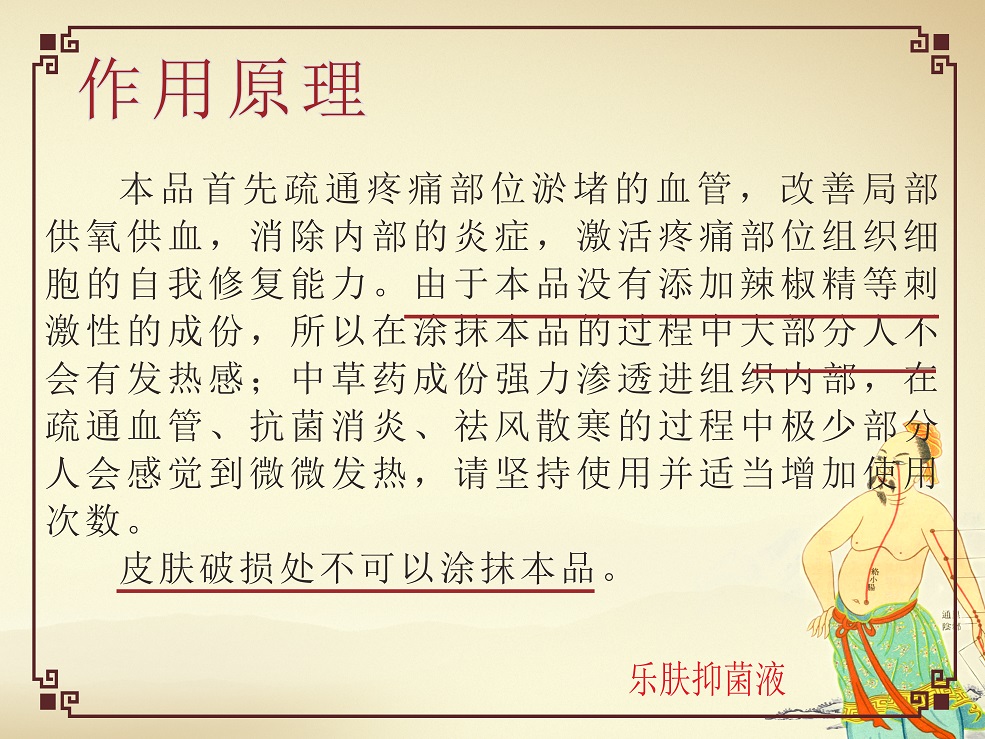 作用原理
本品首先疏通疼痛部位淤堵的血管，改善局部
供氧供血，消除内部的炎症，激活疼痛部位组织细
胞的自我修复能力。由于本品没有添加辣椒精等刺
激性的成份，所以在涂抹本品的过程中大部分人不
会有发热感；中草药成份强力渗透进组织内部，在
疏通血管、抗菌消炎、祛风散寒的过程中极少部分
人会感觉到微微发热，请坚持使用并适当增加使用
次数。
皮肤破损处不可以涂抹本品。
絡小腸
通里
陰郄
乐肤抑菌液